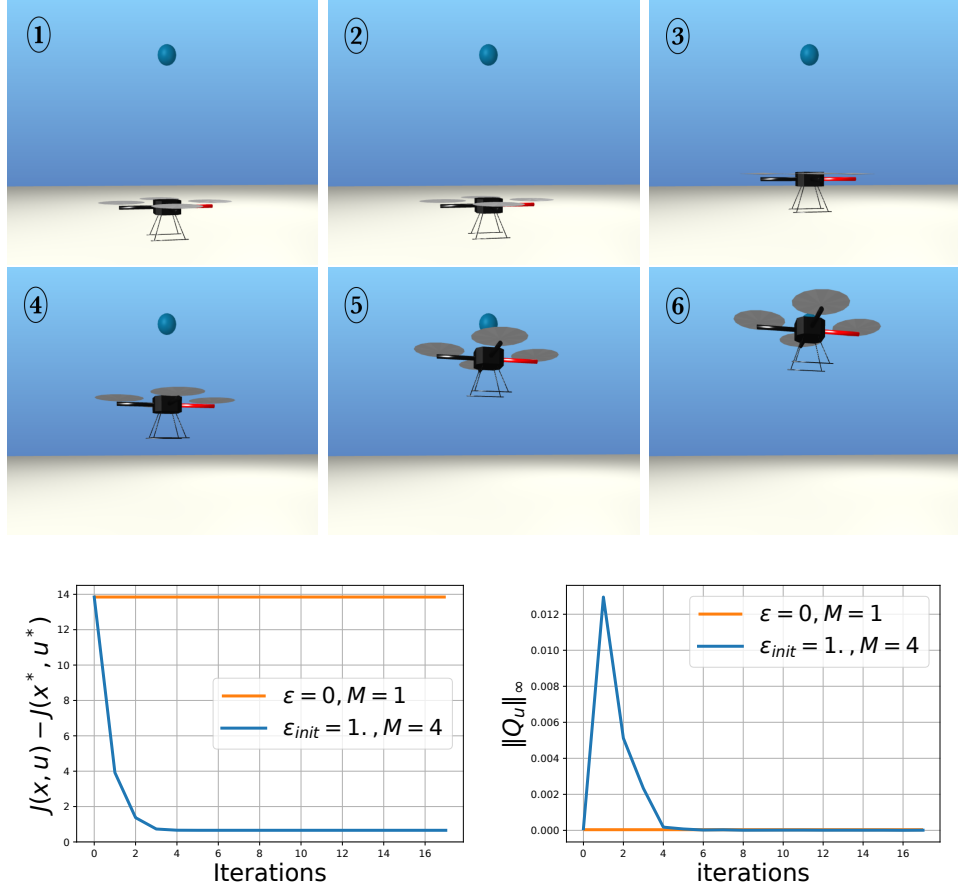 ①
②
③
④
⑤
⑥
14
12
10
8
6
4
2
0
J(x, u) − J(x*, u*)
ε = 0, M = 1
ε_init = 1. , M = 4
0 2 4 6 8 10 12 14 16
Iterations
0.012
0.010
0.008
0.006
0.004
0.002
0.000
‖Q_u‖_∞
ε = 0, M = 1
ε_init = 1. , M = 4
0 2 4 6 8 10 12 14 16
iterations